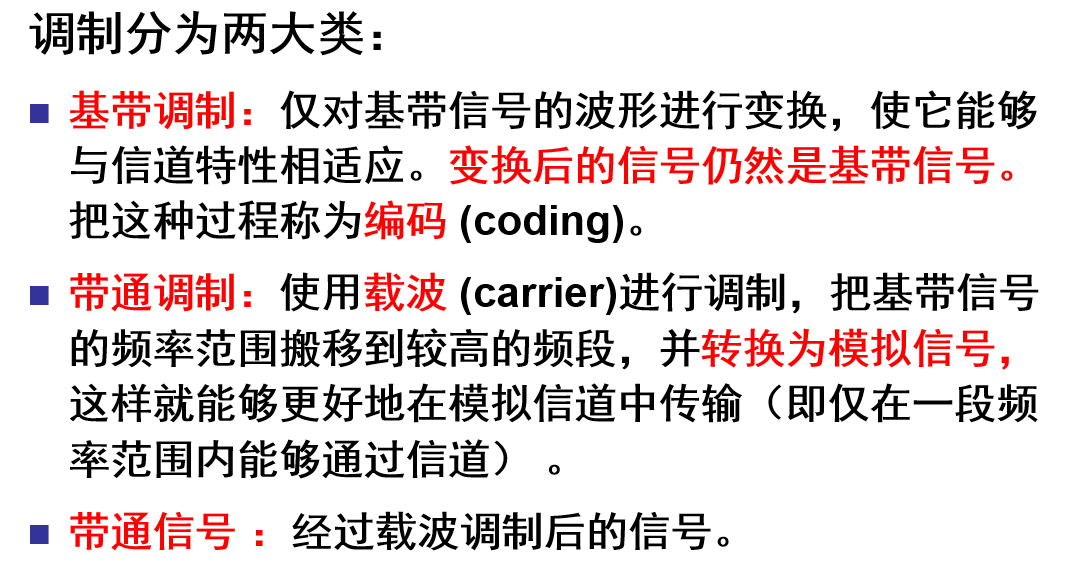 调制分为两大类：
基带调制：仅对基带信号的波形进行变换，使它能够
与信道特性相适应。变换后的信号仍然是基带信号。
把这种过程称为编码 (coding)。
带通调制：使用载波 (carrier)进行调制，把基带信号
的频率范围搬移到较高的频段，并转换为模拟信号，
这样就能够更好地在模拟信道中传输（即仅在一段频
率范围内能够通过信道） 。
带通信号 ：经过载波调制后的信号。